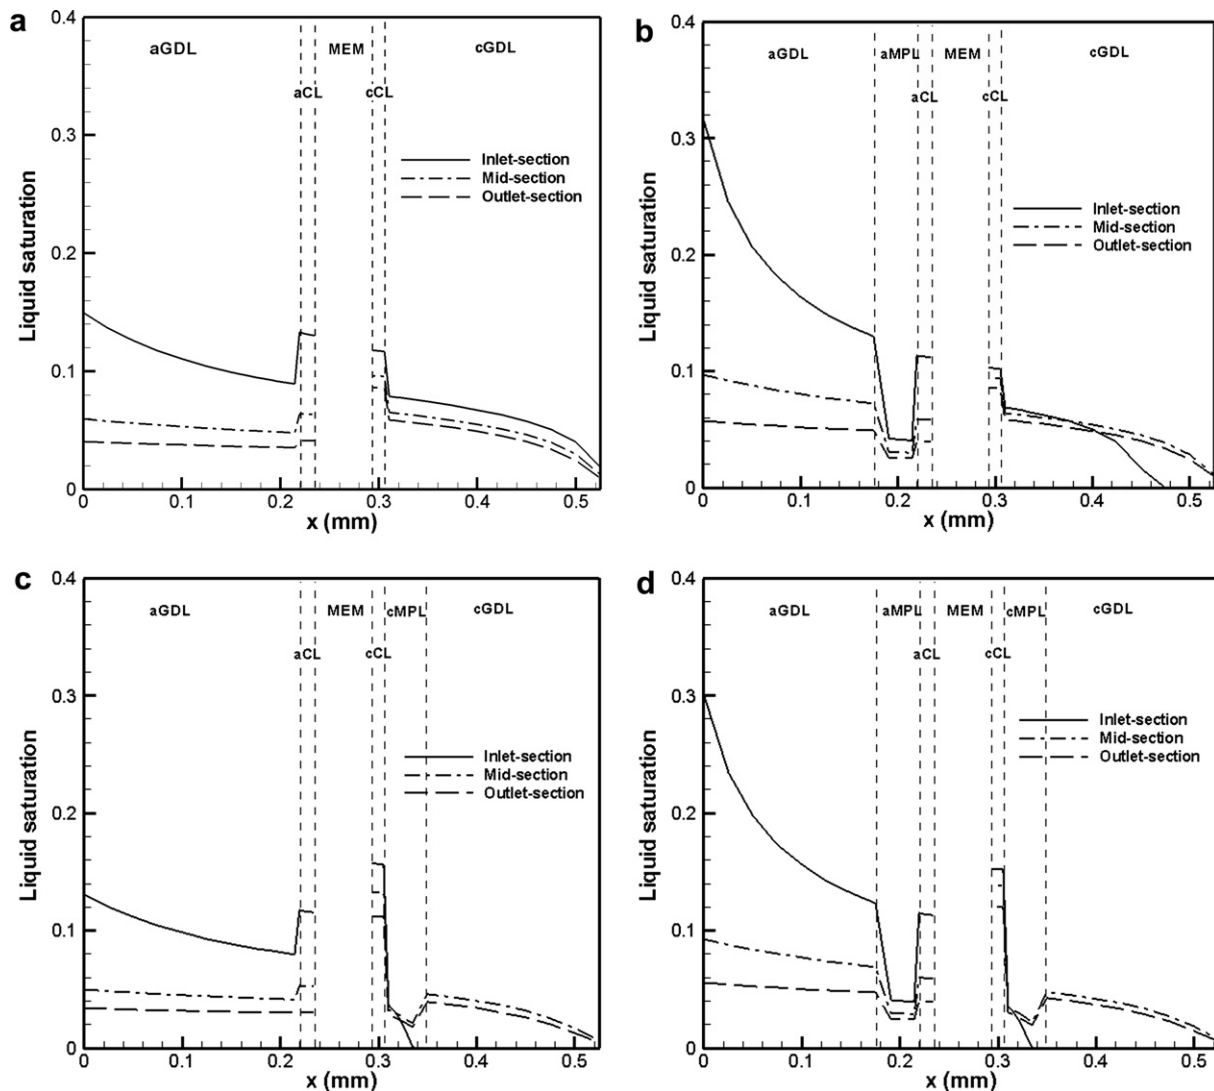 a
0.4
aGDL
MEM
cGDL
aCL
cCL
0.3
Inlet-section
Mid-section
Outlet-section
Liquid saturation
0.2
0.1
0
0
0.1
0.2
0.3
0.4
0.5
x (mm)
b
0.4
aGDL
aMPL
MEM
cGDL
aCL
cCL
0.3
Inlet-section
Mid-section
Outlet-section
Liquid saturation
0.2
0.1
0
0
0.1
0.2
0.3
0.4
0.5
x (mm)
c
0.4
aGDL
MEM
cMPL
cGDL
aCL
cCL
0.3
Inlet-section
Mid-section
Outlet-section
Liquid saturation
0.2
0.1
0
0
0.1
0.2
0.3
0.4
0.5
x (mm)
d
0.4
aGDL
aMPL
MEM
cMPL
cGDL
aCL
cCL
0.3
Inlet-section
Mid-section
Outlet-section
Liquid saturation
0.2
0.1
0
0
0.1
0.2
0.3
0.4
0.5
x (mm)